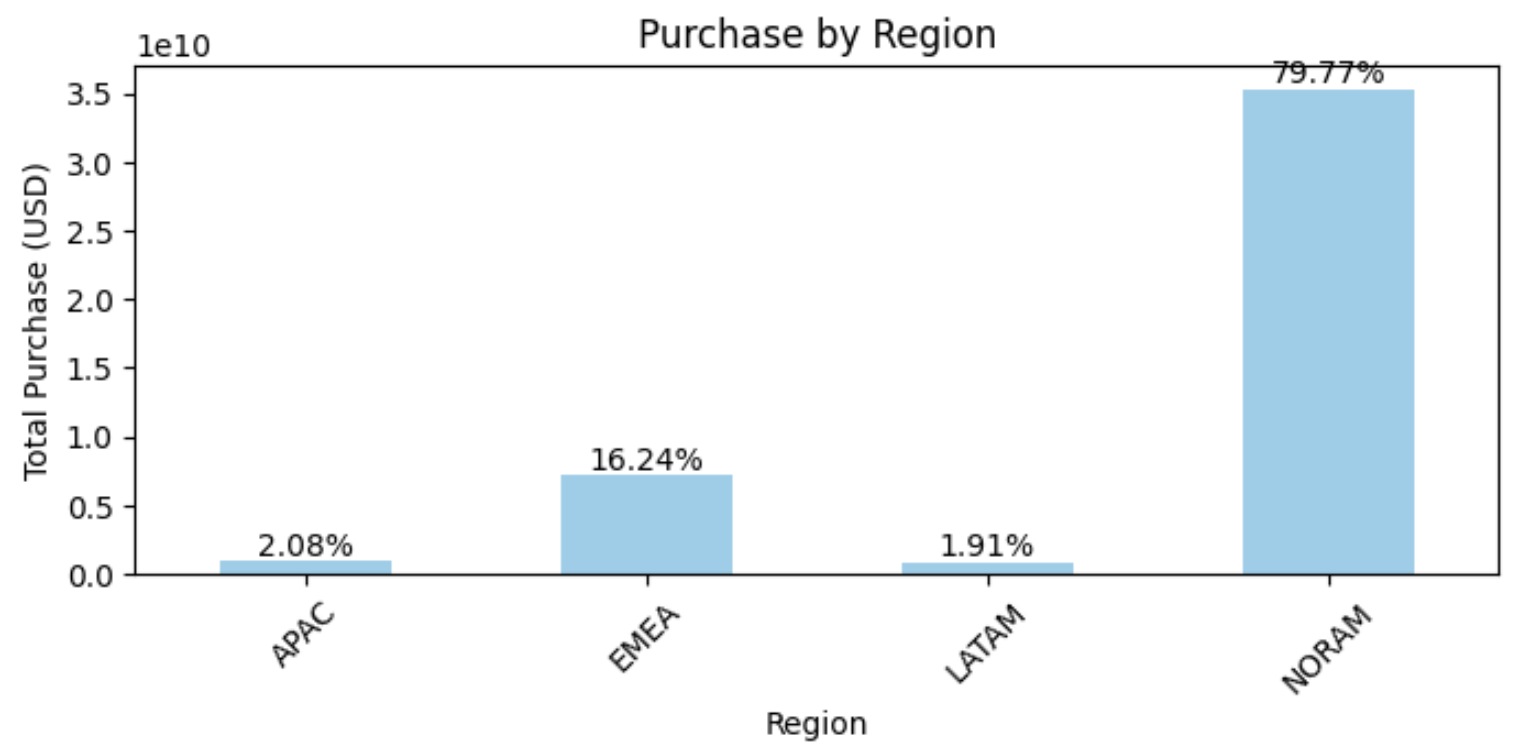 Purchase by Region
1e10
Total Purchase (USD)
3.5
3.0
2.5
2.0
1.5
1.0
0.5
0.0
2.08%
16.24%
1.91%
79.77%
APAC
EMEA
LATAM
NORAM
Region